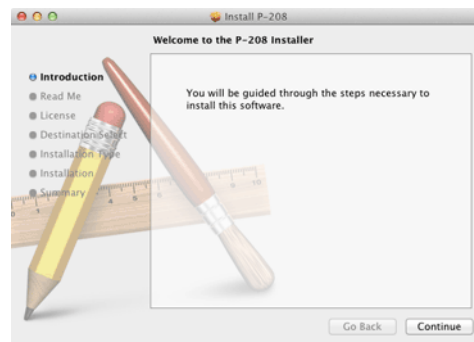 Install P-208
Welcome to the P-208 Installer
Introduction
Read Me
License
Destination Select
Installation Type
Installation
Summary
You will be guided through the steps necessary to
install this software.
Go Back
Continue